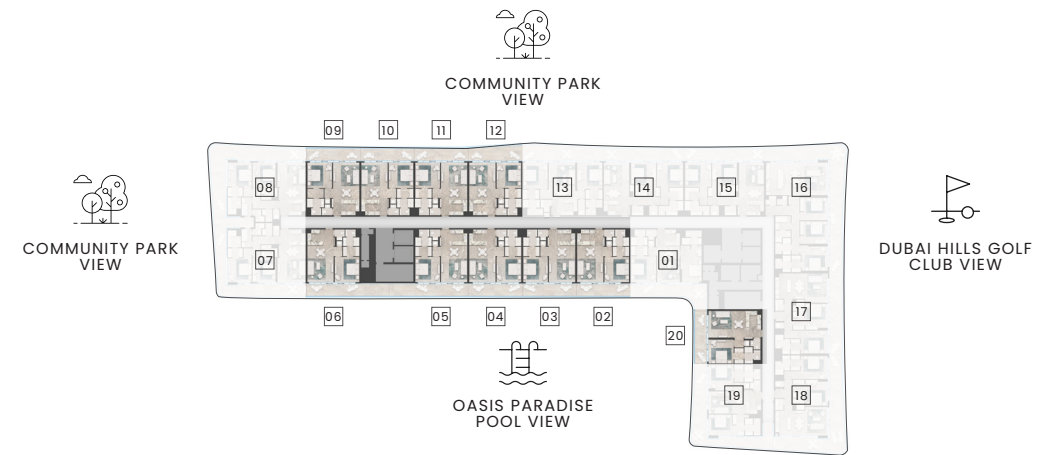 COMMUNITY PARK
VIEW
09 10 11 12
08 13 14 15 16
COMMUNITY PARK
VIEW
DUBAI HILLS GOLF
CLUB VIEW
07 01
17
06 05 04 03 02
20
OASIS PARADISE
POOL VIEW
19 18